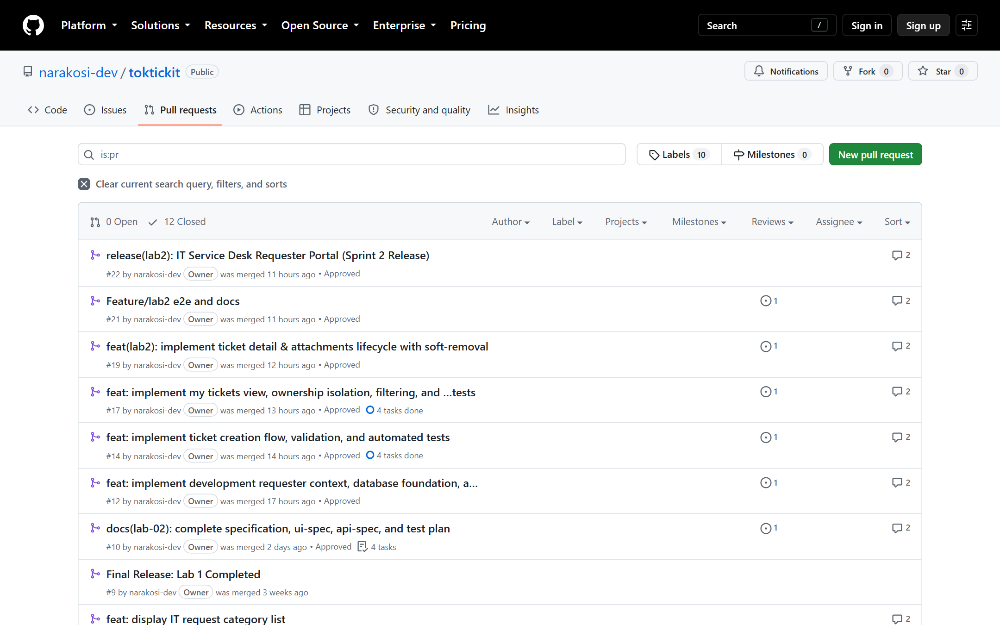 Platform Solutions Resources Open Source Enterprise Pricing Search / Sign in Sign up
narakosi-dev / toktickit Public Notifications Fork 0 Star 0
Code Issues Pull requests Actions Projects Security and quality Insights
is:pr Labels 10 Milestones 0 New pull request
Clear current search query, filters, and sorts
0 Open 12 Closed Author Label Projects Milestones Reviews Assignee Sort
release(lab2): IT Service Desk Requester Portal (Sprint 2 Release) 2
#22 by narakosi-dev Owner was merged 11 hours ago • Approved
Feature/lab2 e2e and docs 1 2
#21 by narakosi-dev Owner was merged 11 hours ago • Approved
feat(lab2): implement ticket detail & attachments lifecycle with soft-removal 1 2
#19 by narakosi-dev Owner was merged 12 hours ago • Approved
feat: implement my tickets view, ownership isolation, filtering, and …tests 1 2
#17 by narakosi-dev Owner was merged 13 hours ago • Approved 4 tasks done
feat: implement ticket creation flow, validation, and automated tests 1 2
#14 by narakosi-dev Owner was merged 14 hours ago • Approved 4 tasks done
feat: implement development requester context, database foundation, a… 1 2
#12 by narakosi-dev Owner was merged 17 hours ago • Approved
docs(lab-02): complete specification, ui-spec, api-spec, and test plan 1 2
#10 by narakosi-dev Owner was merged 2 days ago • Approved 4 tasks
Final Release: Lab 1 Completed
#9 by narakosi-dev Owner was merged 3 weeks ago
feat: display IT request category list 2